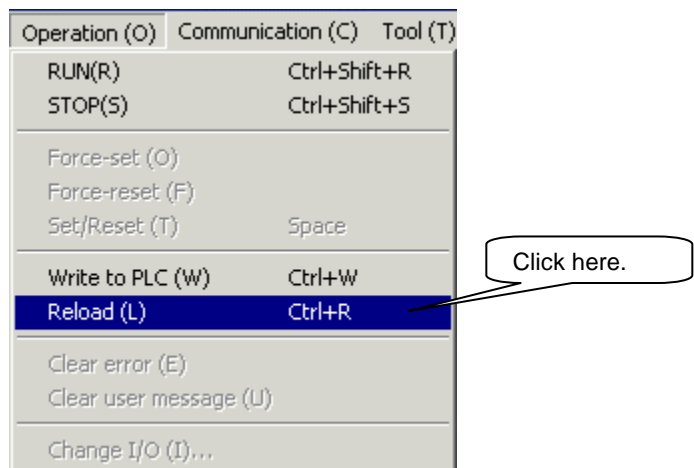 Operation (O) Communication (C) Tool (T)
RUN(R) Ctrl+Shift+R
STOP(S) Ctrl+Shift+S
Force-set (O)
Force-reset (F)
Set/Reset (T) Space
Write to PLC (W) Ctrl+W
Click here.
Reload (L) Ctrl+R
Clear error (E)
Clear user message (U)
Change I/O (I)...